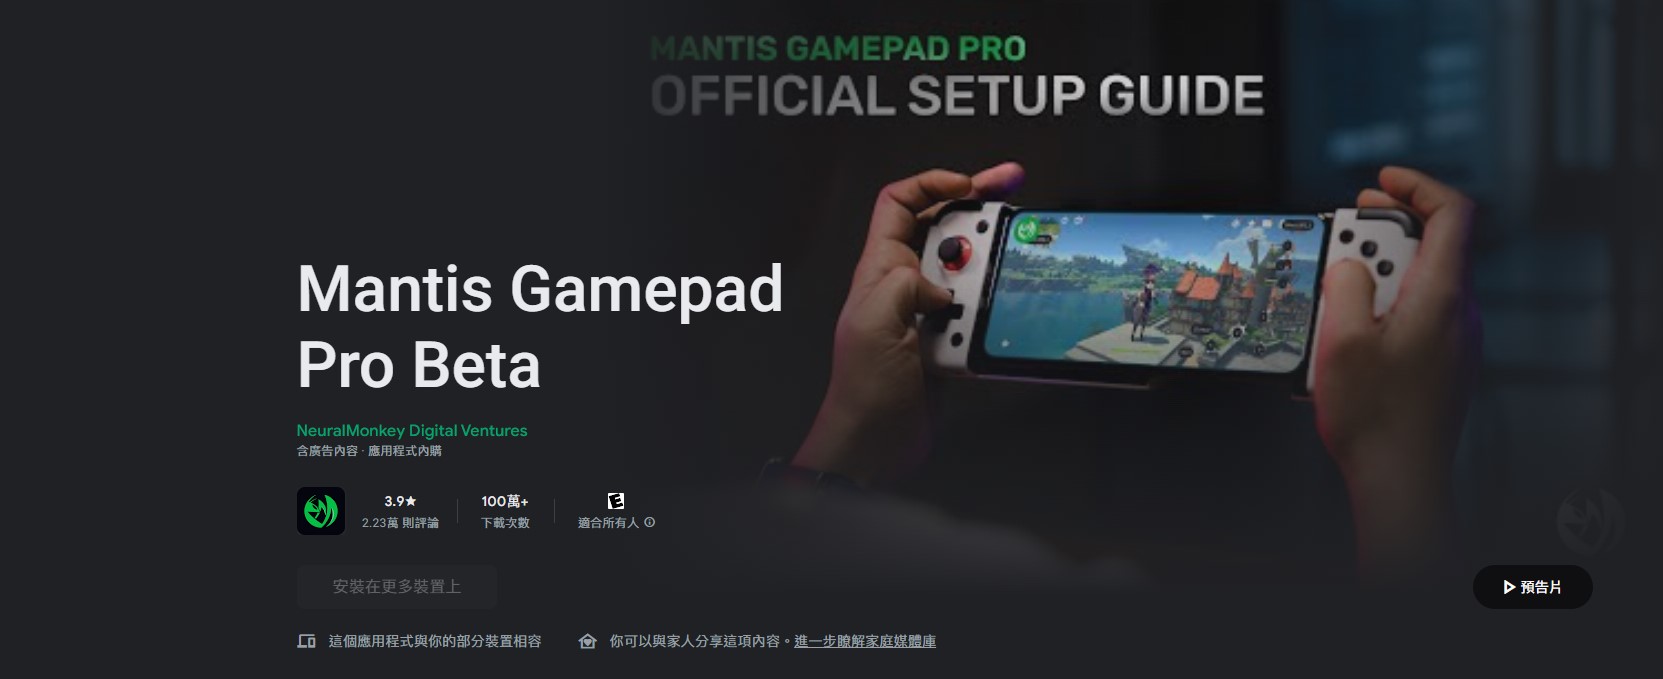 MANTIS GAMEPAD PRO
OFFICIAL SETUP GUIDE
Mantis Gamepad
Pro Beta
NeuralMonkey Digital Ventures
含廣告內容 · 應用程式內購
3.9★
2.23萬 則評論
100萬+
下載次數
E
適合所有人
安裝在更多裝置上
預告片
這個應用程式與你的部分裝置相容
你可以與家人分享這項內容。進一步瞭解家庭媒體庫